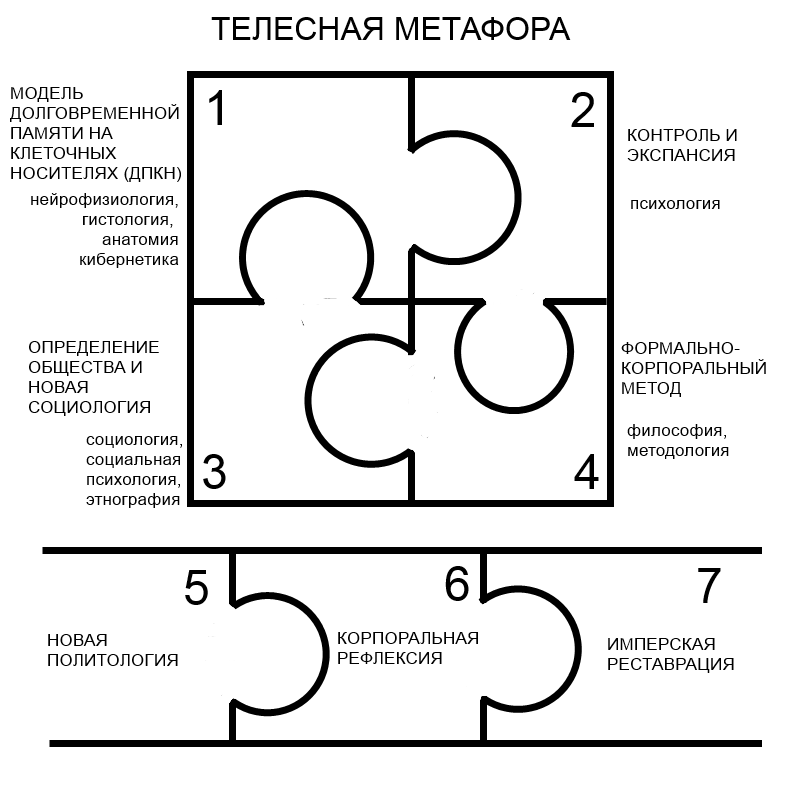 ТЕЛЕСНАЯ МЕТАФОРА
1
МОДЕЛЬ
ДОЛГОВРЕМЕННОЙ
ПАМЯТИ НА
КЛЕТОЧНЫХ
НОСИТЕЛЯХ (ДПКН)
нейрофизиология,
гистология,
анатомия
кибернетика
2
КОНТРОЛЬ И
ЭКСПАНСИЯ
психология
ОПРЕДЕЛЕНИЕ
ОБЩЕСТВА И
НОВАЯ
СОЦИОЛОГИЯ
социология,
социальная
психология,
этнография
3
ФОРМАЛЬНО-
КОРПОРАЛЬНЫЙ
МЕТОД
философия,
методология
4
5
НОВАЯ
ПОЛИТОЛОГИЯ
6
КОРПОРАЛЬНАЯ
РЕФЛЕКСИЯ
7
ИМПЕРСКАЯ
РЕСТАВРАЦИЯ